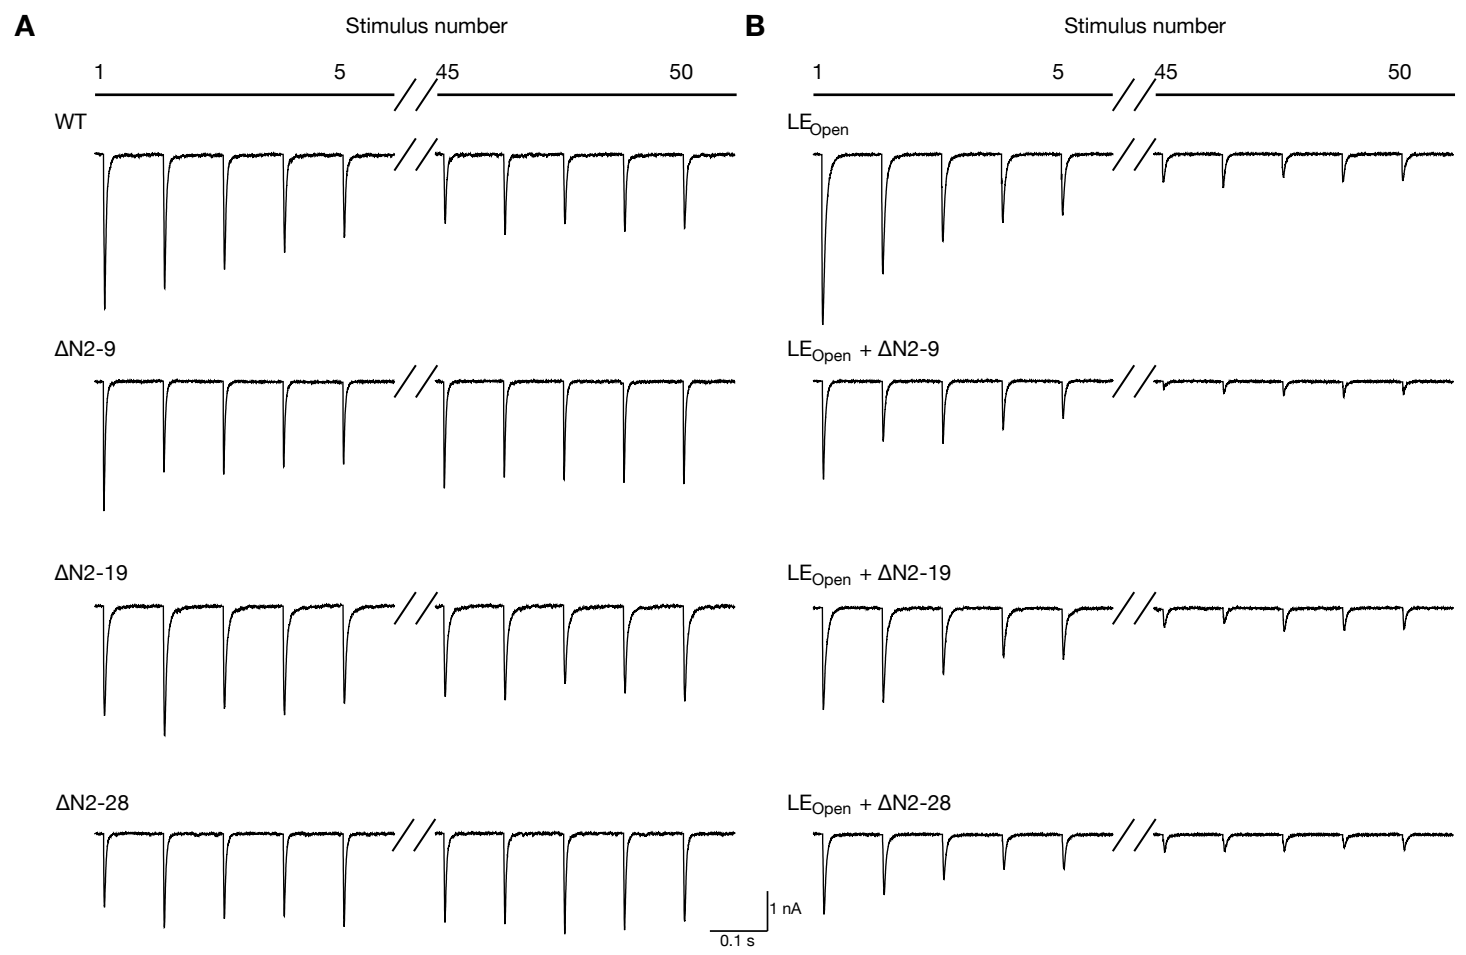 A
Stimulus number
1 5 45 50
WT
ΔN2-9
ΔN2-19
ΔN2-28
1 nA
0.1 s
B
Stimulus number
1 5 45 50
LEOpen
LEOpen + ΔN2-9
LEOpen + ΔN2-19
LEOpen + ΔN2-28